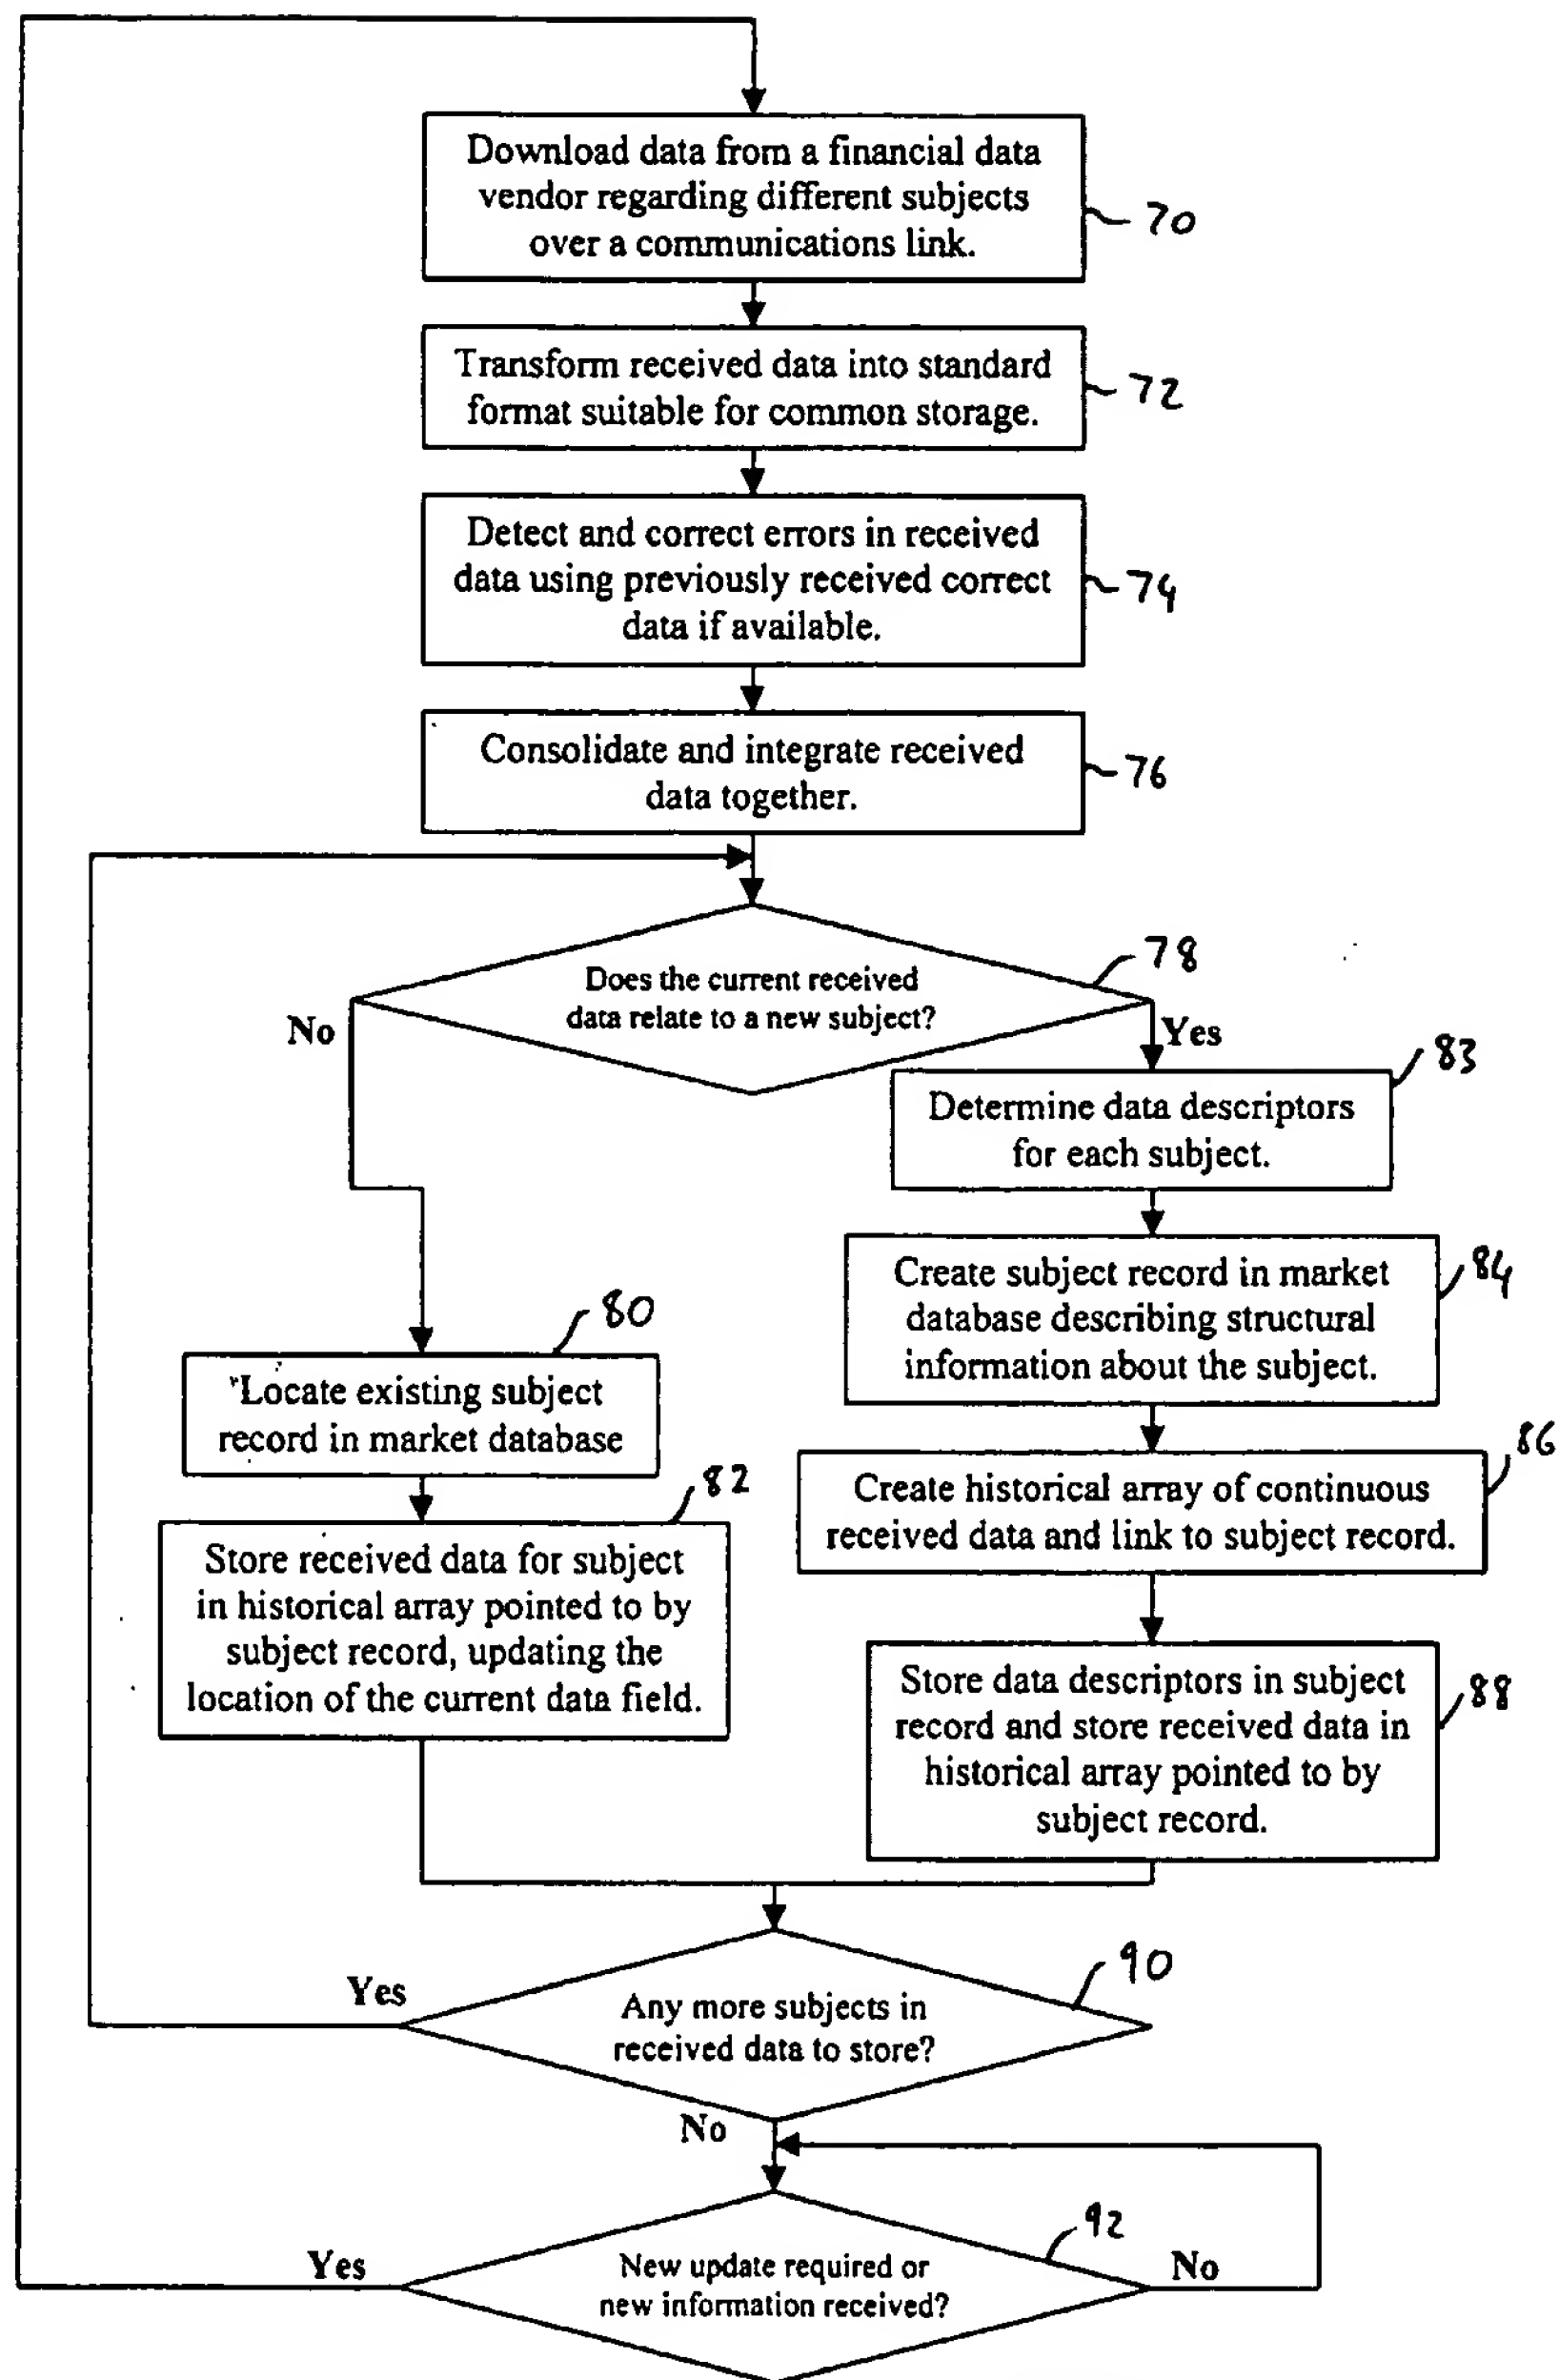 Download data from a financial data
vendor regarding different subjects
over a communications link.
70
Transform received data into standard
format suitable for common storage.
72
Detect and correct errors in received
data using previously received correct
data if available.
74
Consolidate and integrate received
data together.
76
Does the current received
data relate to a new subject?
78
No
Yes
83
Determine data descriptors
for each subject.
84
Create subject record in market
database describing structural
information about the subject.
80
Locate existing subject
record in market database
86
Create historical array of continuous
received data and link to subject record.
82
Store received data for subject
in historical array pointed to by
subject record, updating the
location of the current data field.
88
Store data descriptors in subject
record and store received data in
historical array pointed to by
subject record.
90
Yes
Any more subjects in
received data to store?
No
92
Yes
New update required or
new information received?
No